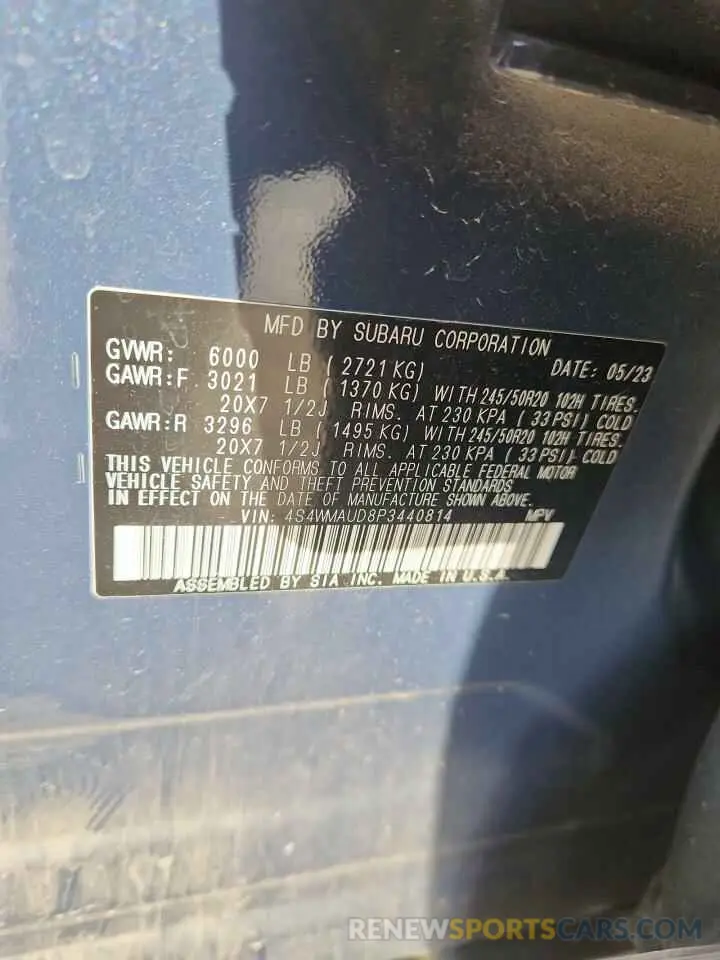 MFD BY SUBARU CORPORATION
GVWR: 6000 LB ( 2721 KG) DATE: 05/23
GAWR:F 3021 LB ( 1370 KG) WITH 245/50R20 102H TIRES.
20X7 1/2J RIMS. AT 230 KPA ( 33 PSI) COLD
GAWR:R 3296 LB ( 1495 KG) WITH 245/50R20 102H TIRES.
20X7 1/2J RIMS. AT 230 KPA ( 33 PSI) COLD
THIS VEHICLE CONFORMS TO ALL APPLICABLE FEDERAL MOTOR
VEHICLE SAFETY AND THEFT PREVENTION STANDARDS
IN EFFECT ON THE DATE OF MANUFACTURE SHOWN ABOVE.
VIN: 4S4WMAUD8P3440814 MPV
ASSEMBLED BY SIA INC. MADE IN U.S.A.
RENEWSPORTSCARS.COM